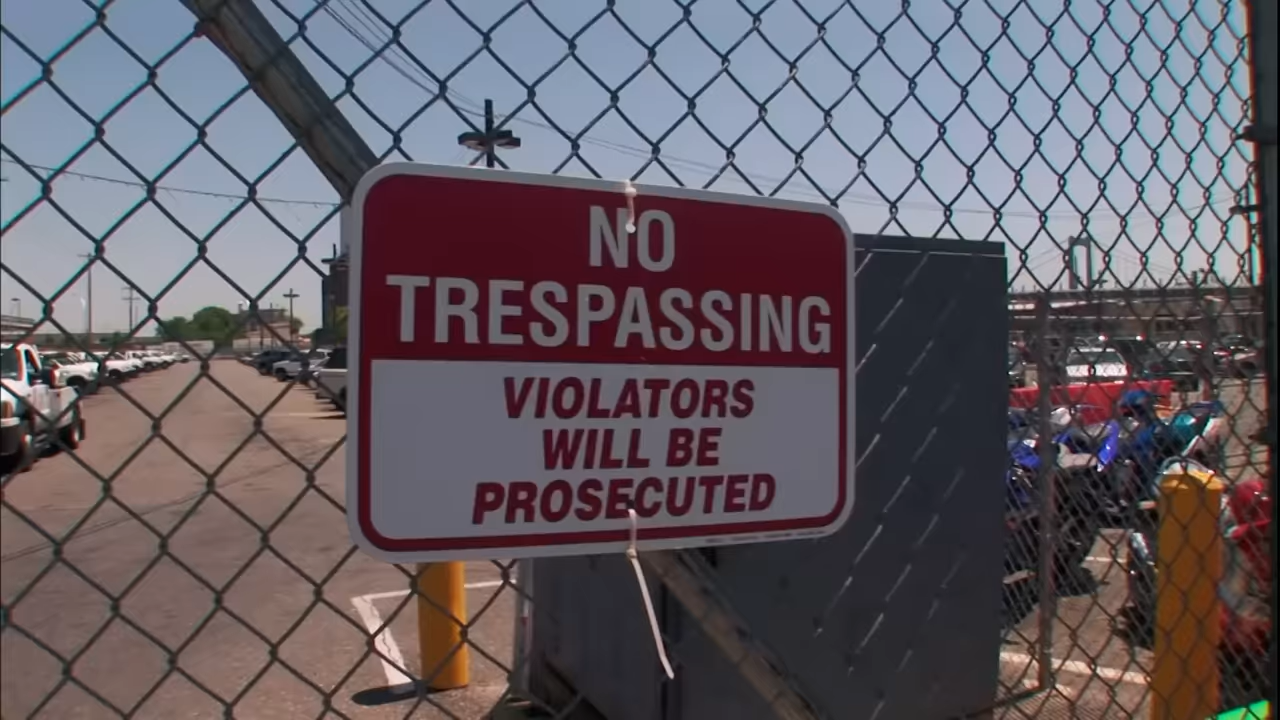 NO
TRESPASSING
VIOLATORS
WILL BE
PROSECUTED